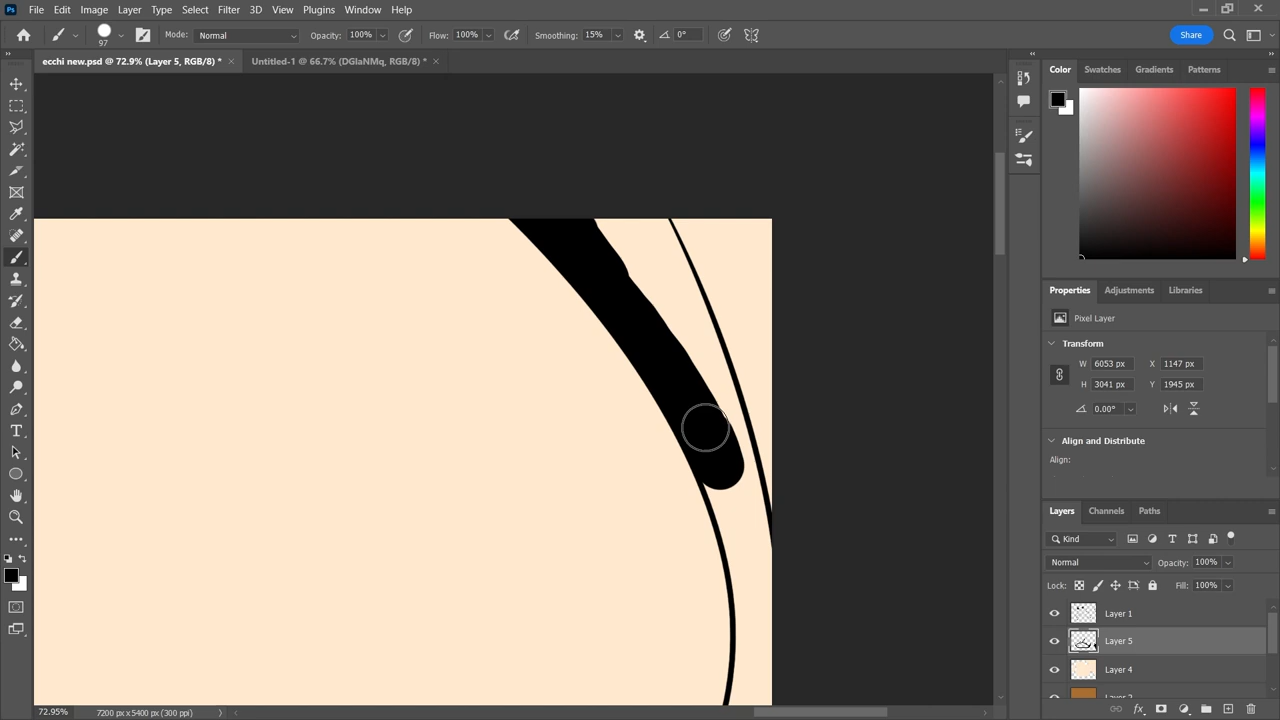 Ps File Edit Image Layer Type Select Filter 3D View Plugins Window Help
97 Mode: Normal Opacity: 100% Flow: 100% Smoothing: 15% 0° Share
ecchi new.psd @ 72.9% (Layer 5, RGB/8) * × Untitled-1 @ 66.7% (DGlaNMq, RGB/8) * ×
Color Swatches Gradients Patterns
Properties Adjustments Libraries
Pixel Layer
Transform
W 6053 px X 1147 px
H 3041 px Y 1945 px
0.00°
Align and Distribute
Align:
Layers Channels Paths
Kind
Normal Opacity: 100%
Lock: Fill: 100%
Layer 1
Layer 5
Layer 4
72.95% 7200 px x 5400 px (300 ppi)